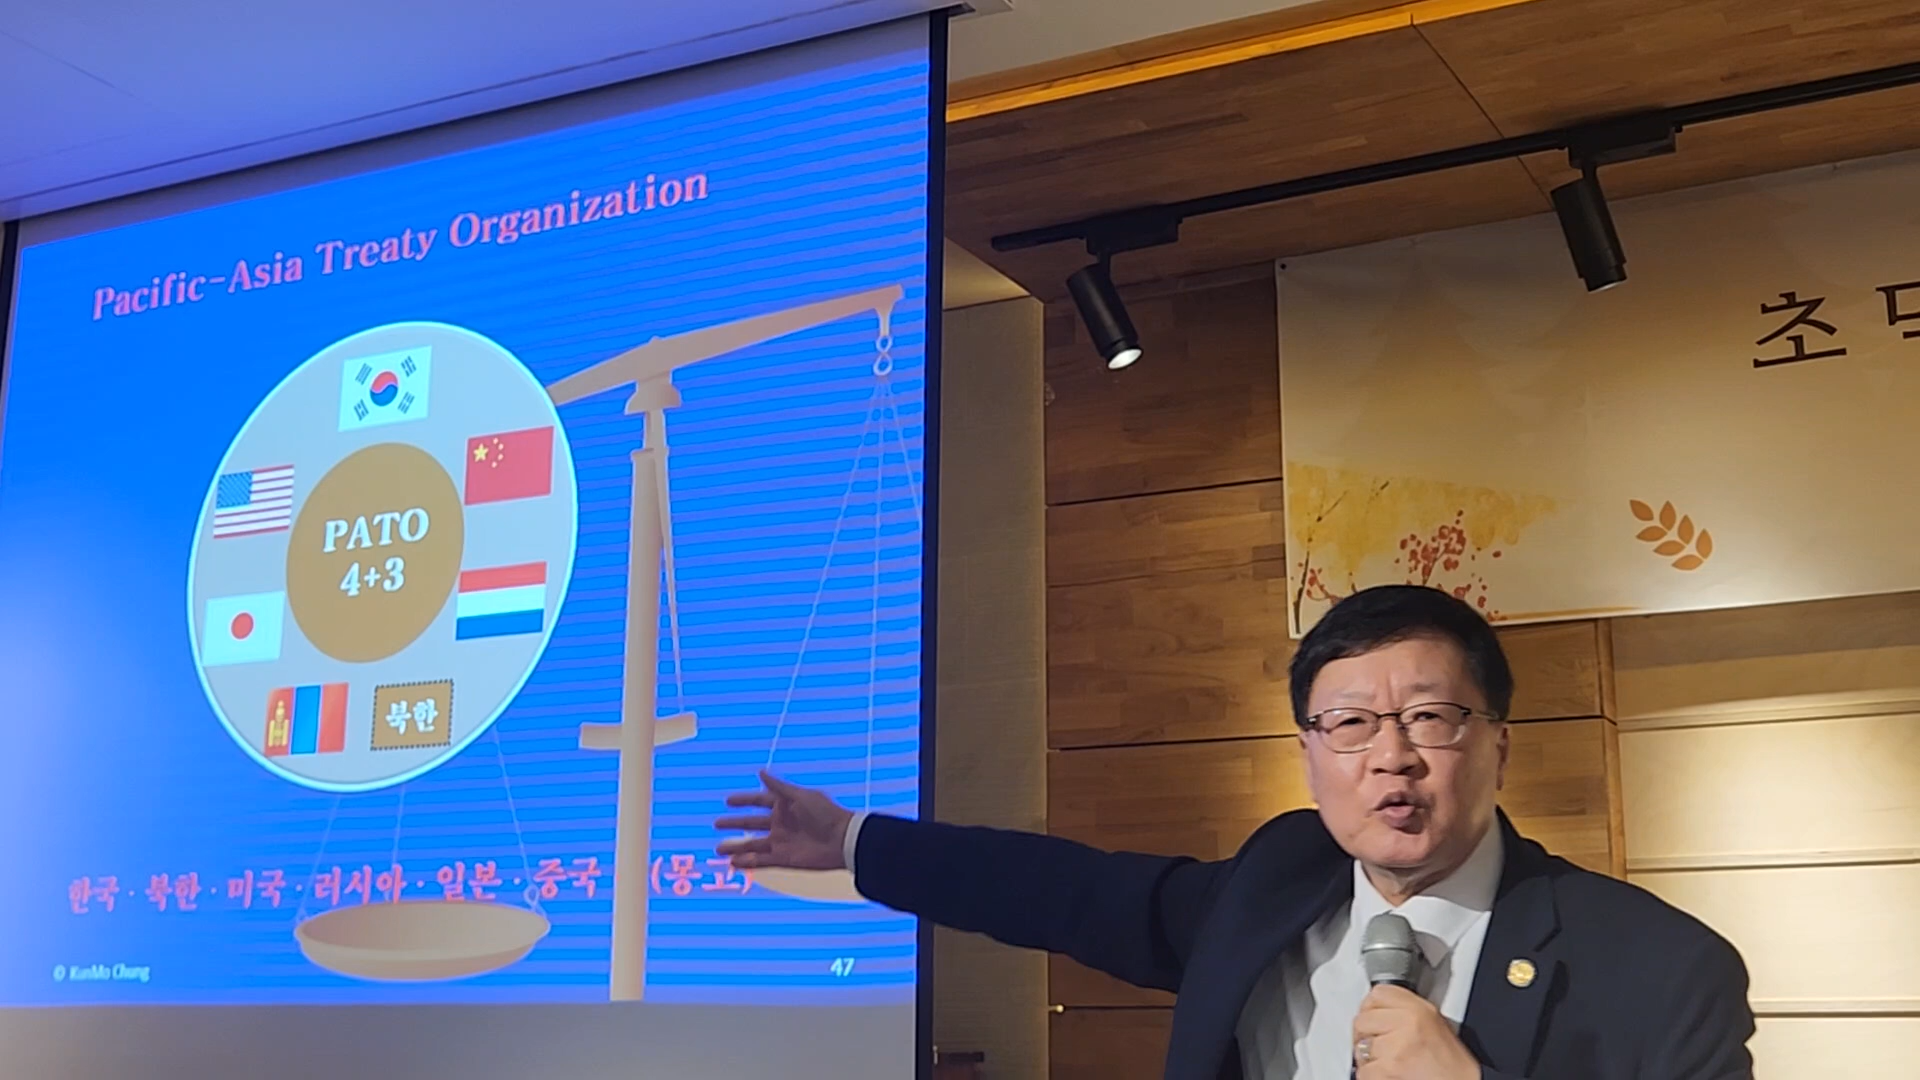 Pacific-Asia Treaty Organization
PATO
4+3
북한
한국 · 북한 · 미국 · 러시아 · 일본 · 중국 (몽고)
© KunMo Chung
47
초